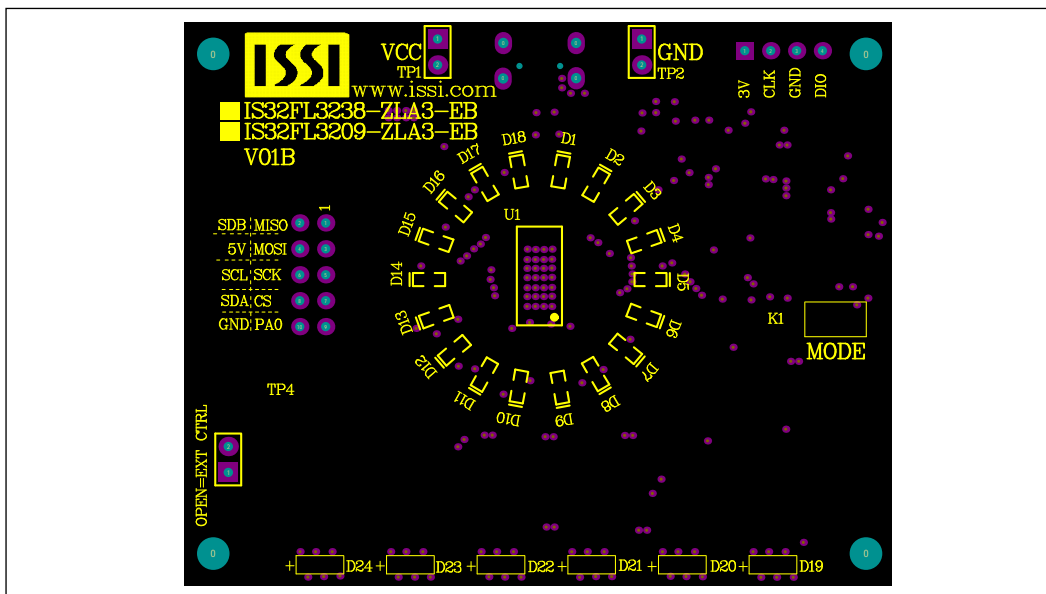 ISSI
VCC
TP1
GND
TP2
www.issi.com
3V
CLK
GND
DIO
IS32FL3238-ZLA3-EB
IS32FL3209-ZLA3-EB
V01B
D18
D1
D17
D2
D16
D3
D15
U1
D4
D14
D5
D13
D6
D12
D7
D11
D8
D10
D9
1
SDB MISO
5V MOSI
SCL SCK
SDA CS
GND PA0
K1
MODE
TP4
OPEN=EXT CTRL
+ D24 + D23 + D22 + D21 + D20 + D19